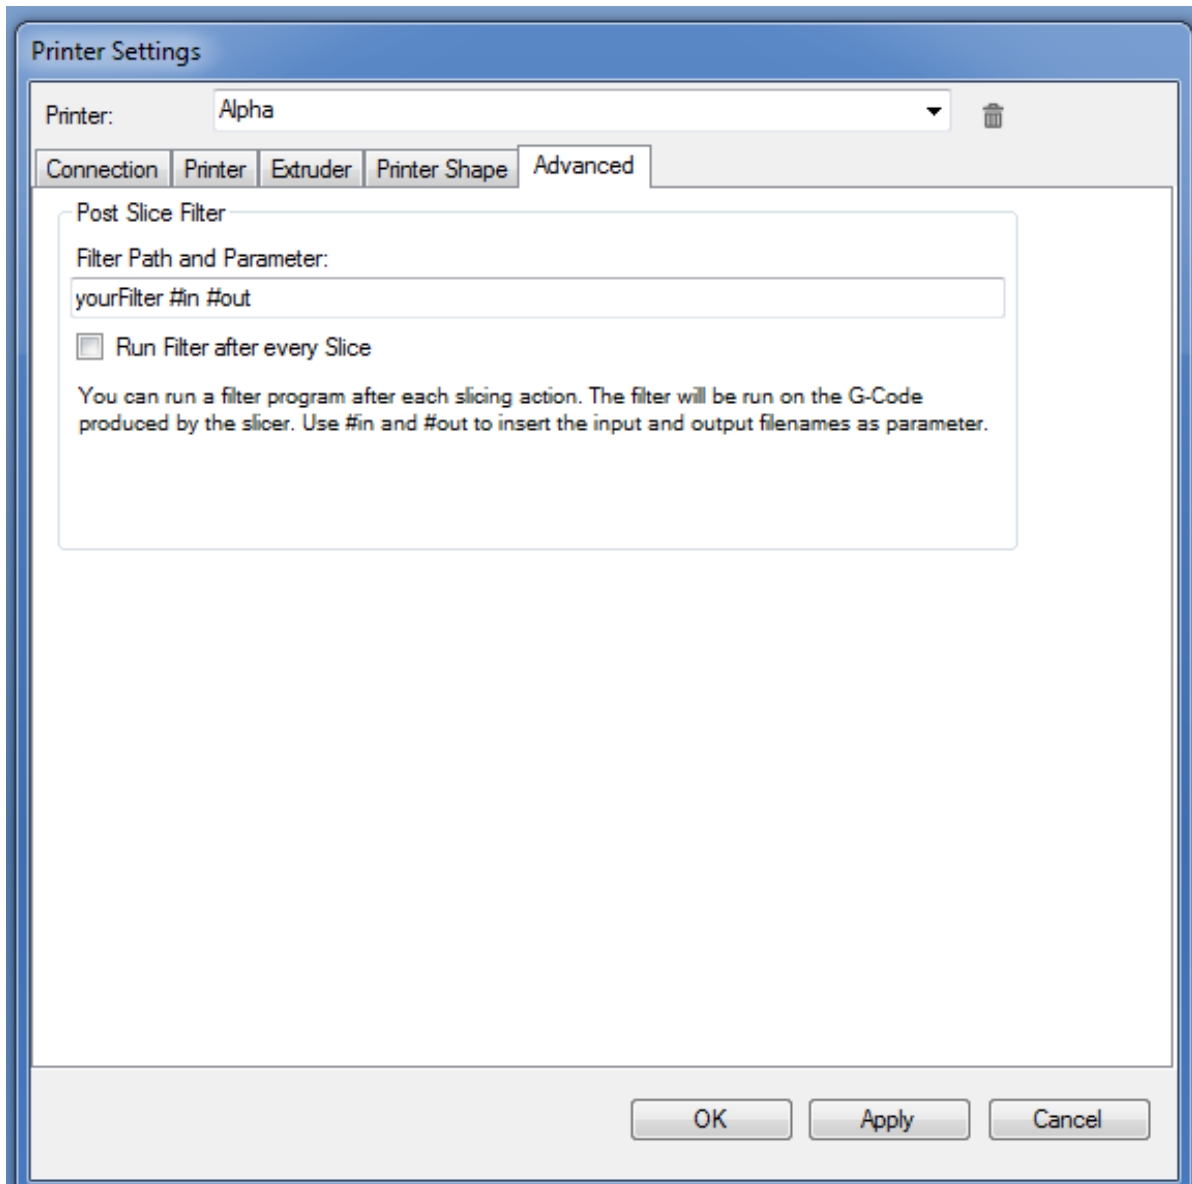 Printer Settings
Printer: Alpha
Connection Printer Extruder Printer Shape Advanced
Post Slice Filter
Filter Path and Parameter:
yourFilter #in #out
Run Filter after every Slice
You can run a filter program after each slicing action. The filter will be run on the G-Code
produced by the slicer. Use #in and #out to insert the input and output filenames as parameter.
OK Apply Cancel